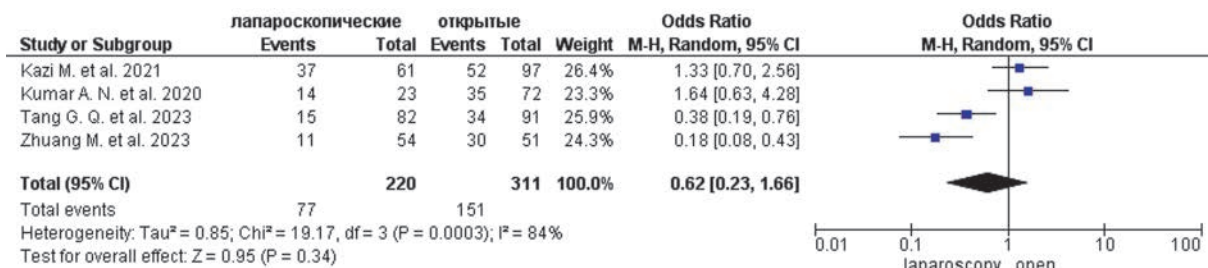 лапароскопические открытые Odds Ratio Odds Ratio
Study or Subgroup Events Total Events Total Weight M-H, Random, 95% CI M-H, Random, 95% CI
Kazi M. et al. 2021 37 61 52 97 26.4% 1.33 [0.70, 2.56]
Kumar A. N. et al. 2020 14 23 35 72 23.3% 1.64 [0.63, 4.28]
Tang G. Q. et al. 2023 15 82 34 91 25.9% 0.38 [0.19, 0.76]
Zhuang M. et al. 2023 11 54 30 51 24.3% 0.18 [0.08, 0.43]
Total (95% CI) 220 311 100.0% 0.62 [0.23, 1.66]
Total events 77 151
Heterogeneity: Tau² = 0.85; Chi² = 19.17, df = 3 (P = 0.0003); I² = 84%
Test for overall effect: Z = 0.95 (P = 0.34)
0.01 0.1 1 10 100
laparoscopy open